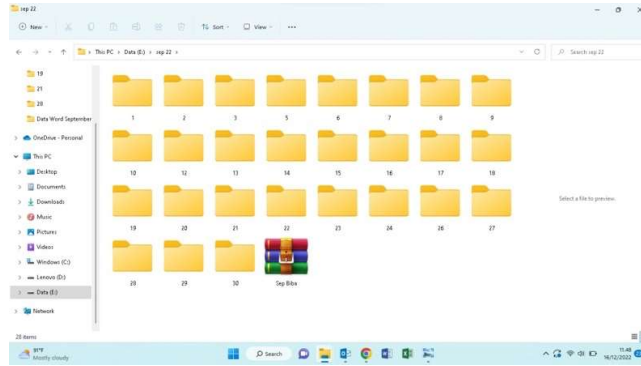 sep 22
New
Sort
View
This PC > Data (E:) > sep 22 >
Search sep 22
19
21
28
Data Word September
OneDrive - Personal
This PC
Desktop
Documents
Downloads
Music
Pictures
Videos
Windows (C:)
Lenovo (D:)
Data (E:)
Network
1 2 3 5 6 7 8 9
10 12 13 14 15 16 17 18
19 20 21 22 23 24 26 27
28 29 30 Sep Biba
Select a file to preview.
28 items
91°F
Mostly cloudy
Search
11.48
16/12/2022